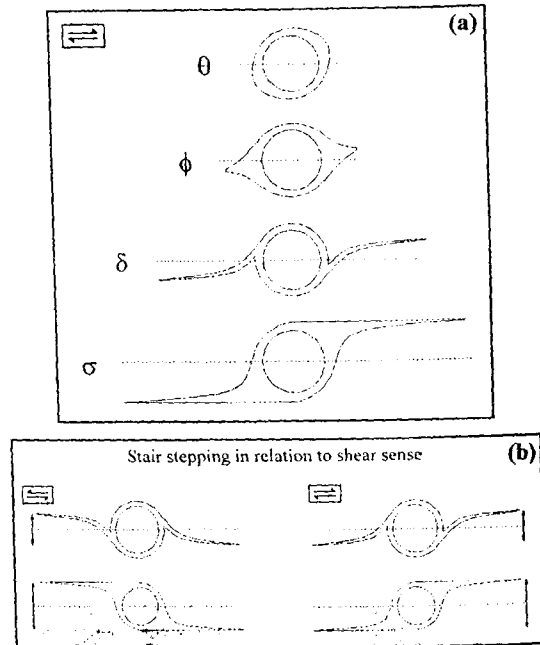 (a)
θ
ϕ
δ
σ
Stair stepping in relation to shear sense (b)